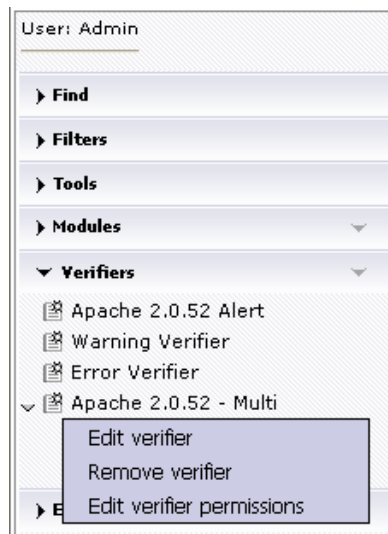 User: Admin
Find
Filters
Tools
Modules
Verifiers
Apache 2.0.52 Alert
Warning Verifier
Error Verifier
Apache 2.0.52 - Multi
Edit verifier
Remove verifier
Edit verifier permissions